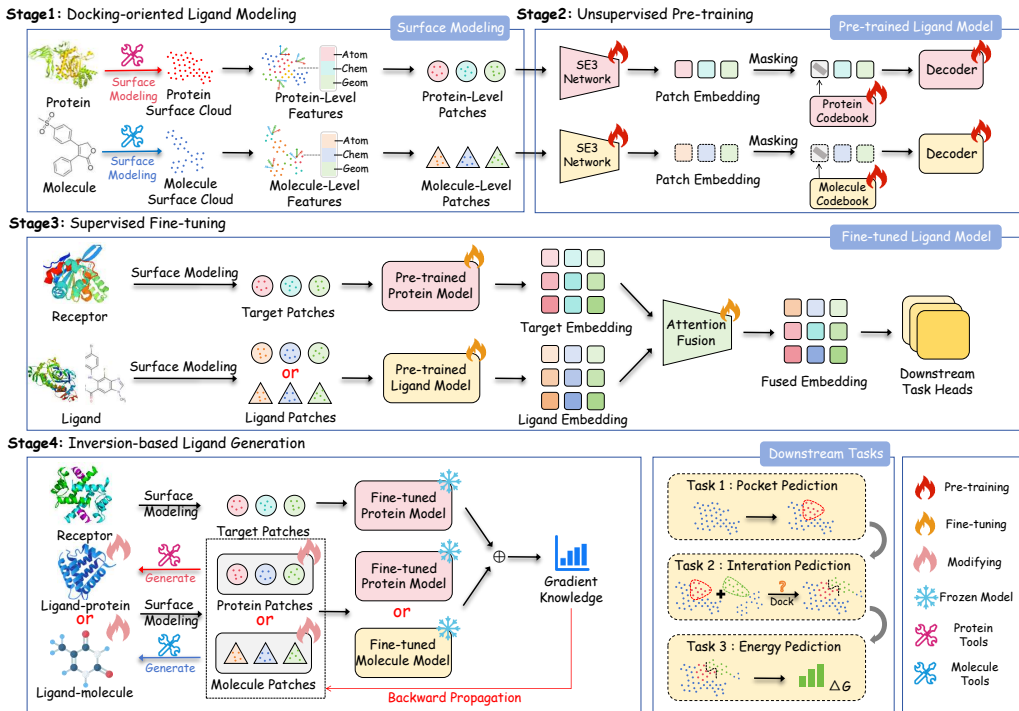 Stage1: Docking-oriented Ligand Modeling
Surface Modeling
Protein
Surface
Modeling
Protein
Surface Cloud
Atom
Chem
Geom
Protein-Level
Features
Protein-Level
Patches
Molecule
Surface
Modeling
Molecule
Surface Cloud
Atom
Chem
Geom
Molecule-Level
Features
Molecule-Level
Patches
Stage2: Unsupervised Pre-training
Pre-trained Ligand Model
SE3
Network
Patch Embedding
Masking
Protein
Codebook
Decoder
SE3
Network
Patch Embedding
Masking
Molecule
Codebook
Decoder
Stage3: Supervised Fine-tuning
Fine-tuned Ligand Model
Receptor
Surface Modeling
Target Patches
Pre-trained
Protein Model
Target Embedding
Ligand
Surface Modeling
or
Ligand Patches
Pre-trained
Ligand Model
Ligand Embedding
Attention
Fusion
Fused Embedding
Downstream
Task Heads
Stage4: Inversion-based Ligand Generation
Receptor
Surface
Modeling
Target Patches
Fine-tuned
Protein Model
Ligand-protein
Generate
or
Surface
Modeling
Protein Patches
or
Molecule Patches
Fine-tuned
Protein Model
or
Fine-tuned
Molecule Model
Generate
Ligand-molecule
⊕
Gradient
Knowledge
Backward Propagation
Downstream Tasks
Task 1 : Pocket Pediction
Task 2 : Interation Pediction
+
?
Dock
Task 3 : Energy Pediction
△G
Pre-training
Fine-tuning
Modifying
Frozen Model
Protein
Tools
Molecule
Tools